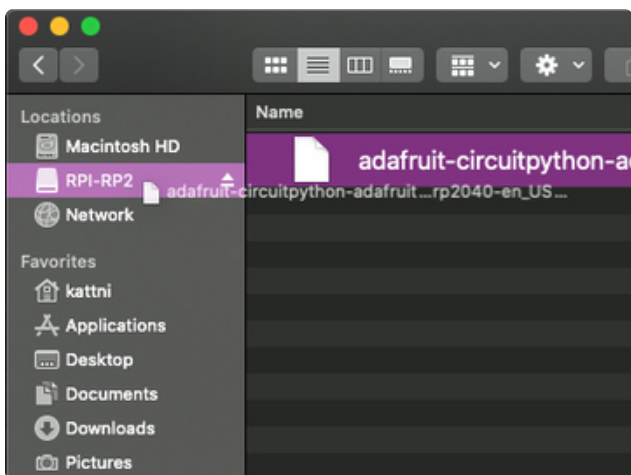 Locations
Macintosh HD
RPI-RP2
Network
Favorites
kattni
Applications
Desktop
Documents
Downloads
Pictures
Name
adafruit-circuitpython-a
adafruit-circuitpython-adafruit...rp2040-en_US...